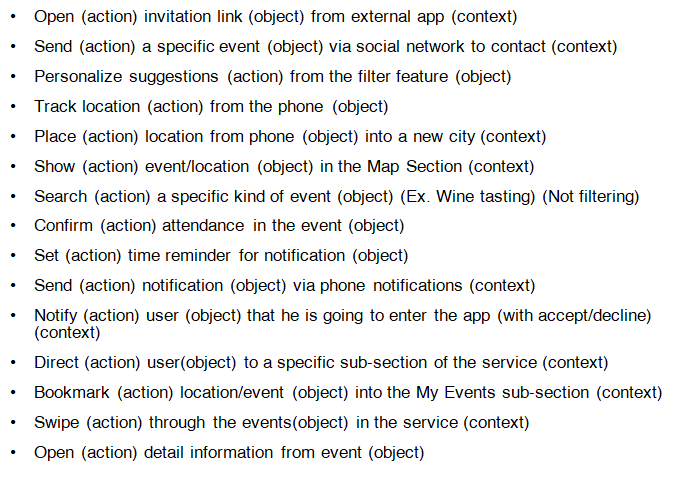 • Open (action) invitation link (object) from external app (context)
• Send (action) a specific event (object) via social network to contact (context)
• Personalize suggestions (action) from the filter feature (object)
• Track location (action) from the phone (object)
• Place (action) location from phone (object) into a new city (context)
• Show (action) event/location (object) in the Map Section (context)
• Search (action) a specific kind of event (object) (Ex. Wine tasting) (Not filtering)
• Confirm (action) attendance in the event (object)
• Set (action) time reminder for notification (object)
• Send (action) notification (object) via phone notifications (context)
• Notify (action) user (object) that he is going to enter the app (with accept/decline)
(context)
• Direct (action) user(object) to a specific sub-section of the service (context)
• Bookmark (action) location/event (object) into the My Events sub-section (context)
• Swipe (action) through the events(object) in the service (context)
• Open (action) detail information from event (object)